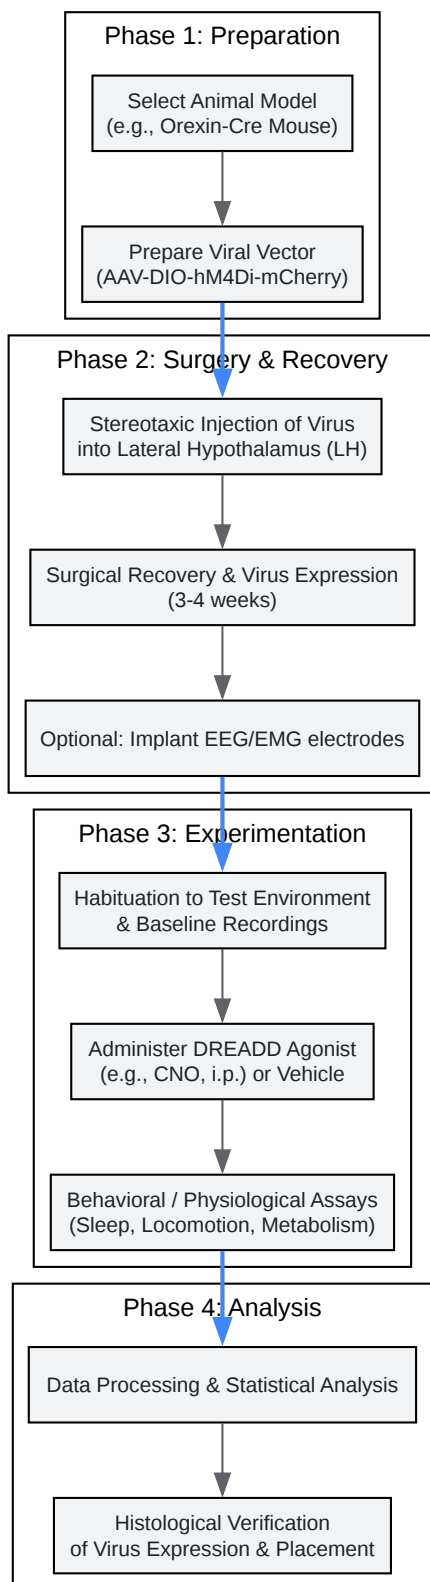 Phase 1: Preparation
Select Animal Model
(e.g., Orexin-Cre Mouse)
Prepare Viral Vector
(AAV-DIO-hM4Di-mCherry)
Phase 2: Surgery & Recovery
Stereotaxic Injection of Virus
into Lateral Hypothalamus (LH)
Surgical Recovery & Virus Expression
(3-4 weeks)
Optional: Implant EEG/EMG electrodes
Phase 3: Experimentation
Habituation to Test Environment
& Baseline Recordings
Administer DREADD Agonist
(e.g., CNO, i.p.) or Vehicle
Behavioral / Physiological Assays
(Sleep, Locomotion, Metabolism)
Phase 4: Analysis
Data Processing & Statistical Analysis
Histological Verification
of Virus Expression & Placement